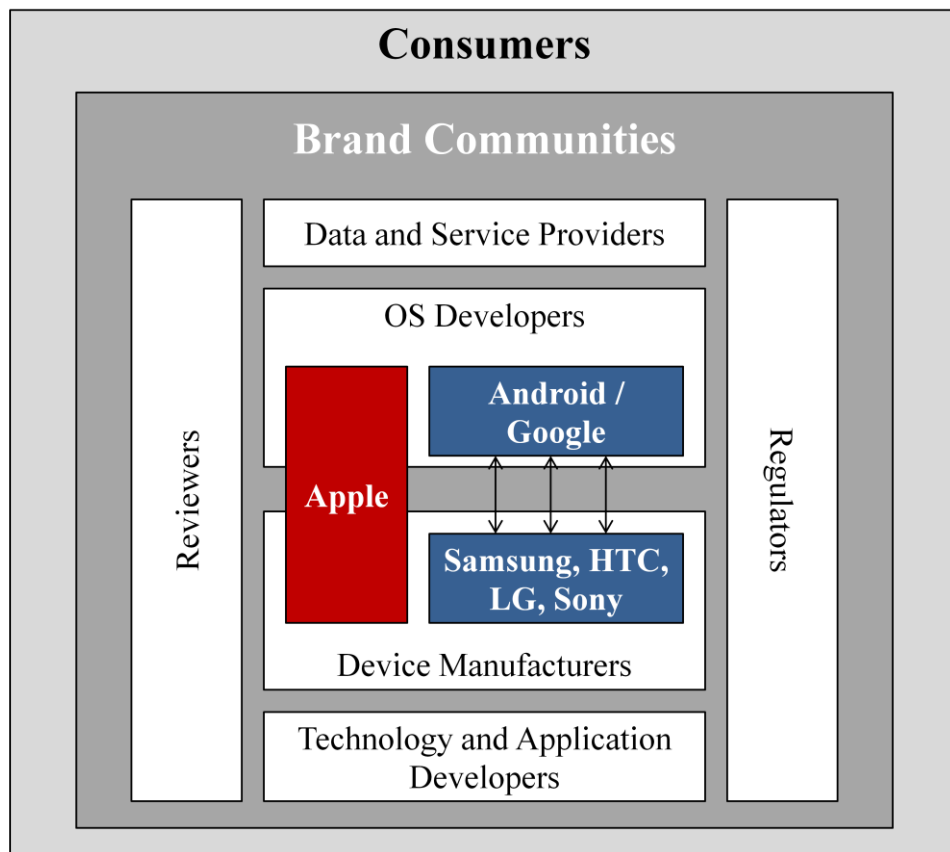 Consumers
Brand Communities
Data and Service Providers
OS Developers
Android /
Google
Apple
Samsung, HTC,
LG, Sony
Device Manufacturers
Technology and Application
Developers
Reviewers
Regulators